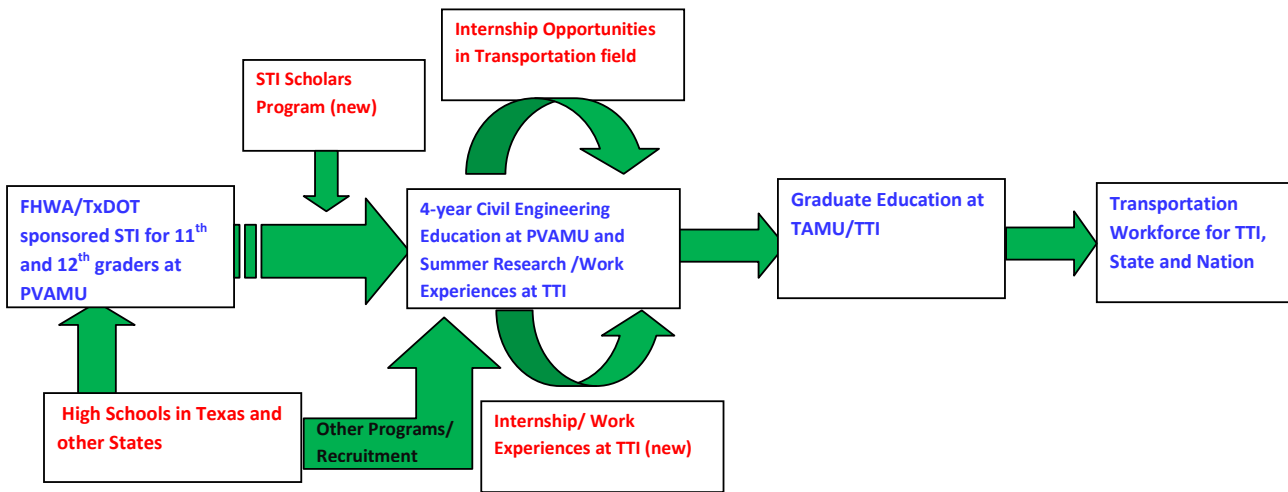 Internship Opportunities
in Transportation field
STI Scholars
Program (new)
FHWA/TxDOT
sponsored STI for 11th
and 12th graders at
PVAMU
4-year Civil Engineering
Education at PVAMU and
Summer Research /Work
Experiences at TTI
Graduate Education at
TAMU/TTI
Transportation
Workforce for TTI,
State and Nation
High Schools in Texas and
other States
Other Programs/
Recruitment
Internship/ Work
Experiences at TTI (new)